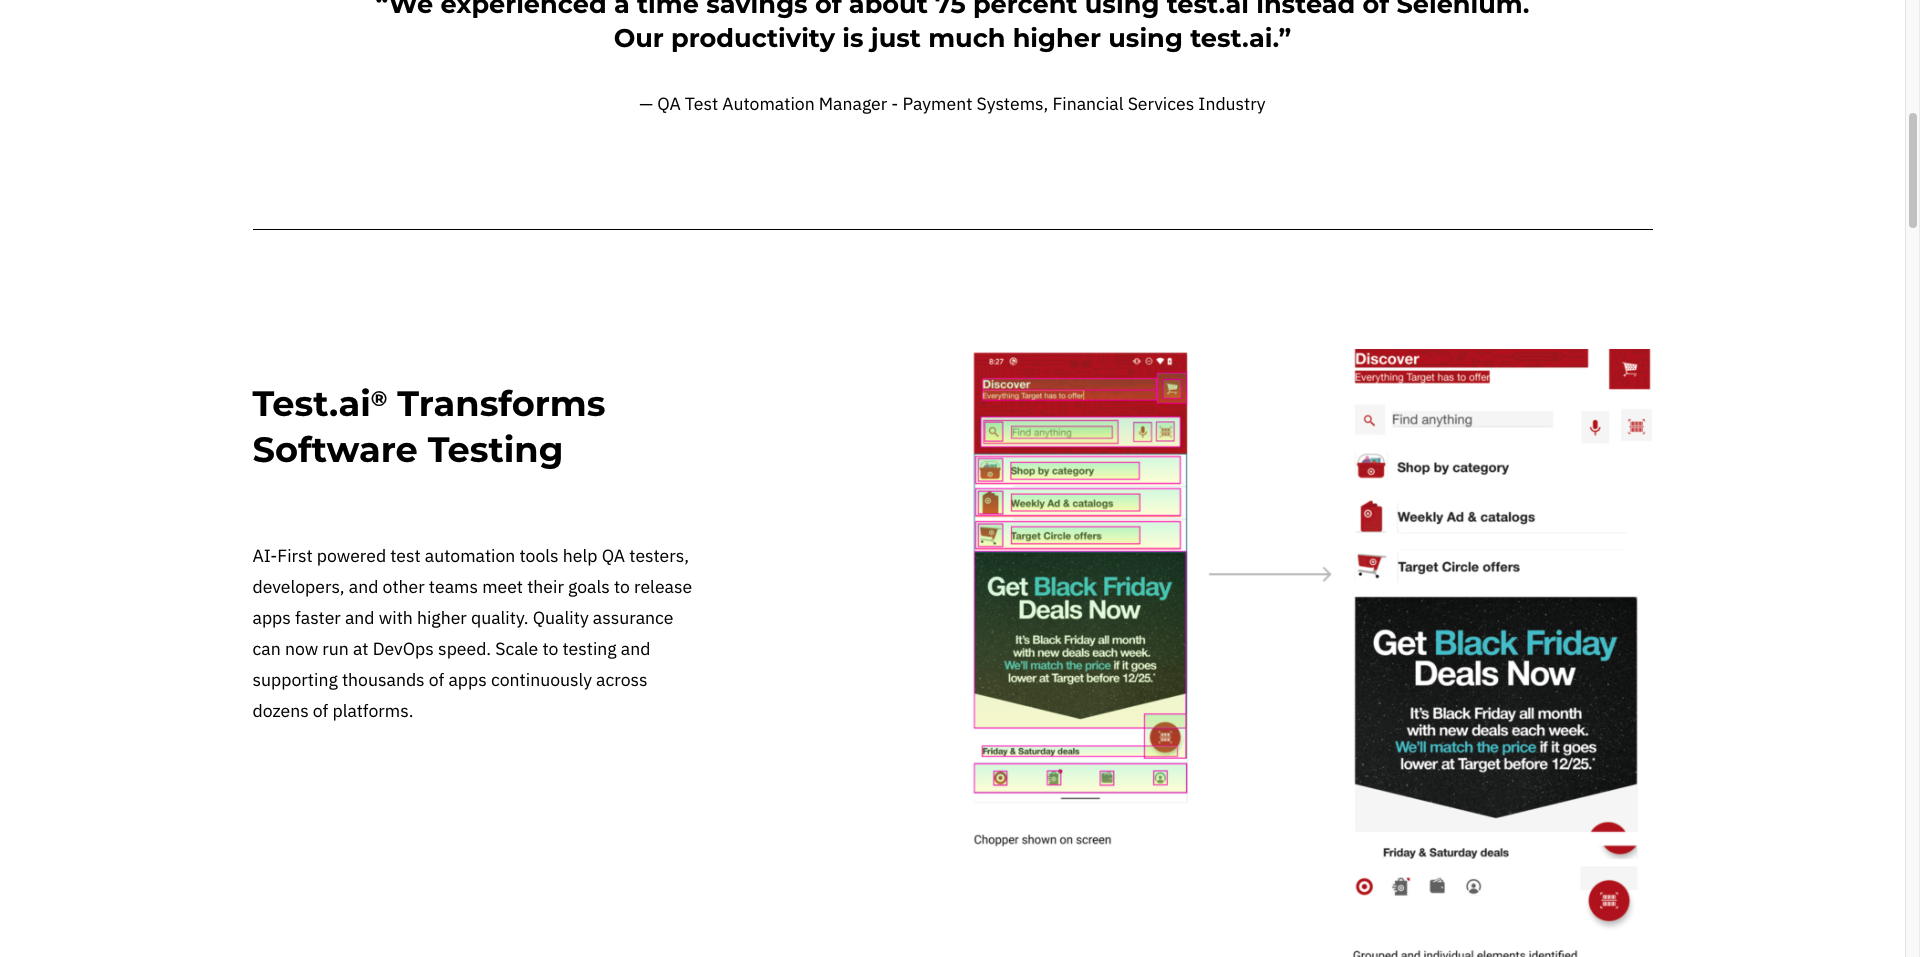 “We experienced a time savings of about 75 percent using test.ai instead of Selenium.
Our productivity is just much higher using test.ai.”
— QA Test Automation Manager - Payment Systems, Financial Services Industry
Test.ai® Transforms
Software Testing
AI-First powered test automation tools help QA testers,
developers, and other teams meet their goals to release
apps faster and with higher quality. Quality assurance
can now run at DevOps speed. Scale to testing and
supporting thousands of apps continuously across
dozens of platforms.
8:27
Discover
Everything Target has to offer
Find anything
Shop by category
Weekly Ad & catalogs
Target Circle offers
Get Black Friday
Deals Now
It's Black Friday all month
with new deals each week.
We'll match the price if it goes
lower at Target before 12/25.*
Friday & Saturday deals
Chopper shown on screen
Discover
Everything Target has to offer
Find anything
Shop by category
Weekly Ad & catalogs
Target Circle offers
Get Black Friday
Deals Now
It's Black Friday all month
with new deals each week.
We'll match the price if it goes
lower at Target before 12/25.*
Friday & Saturday deals
Grouped and individual elements identified